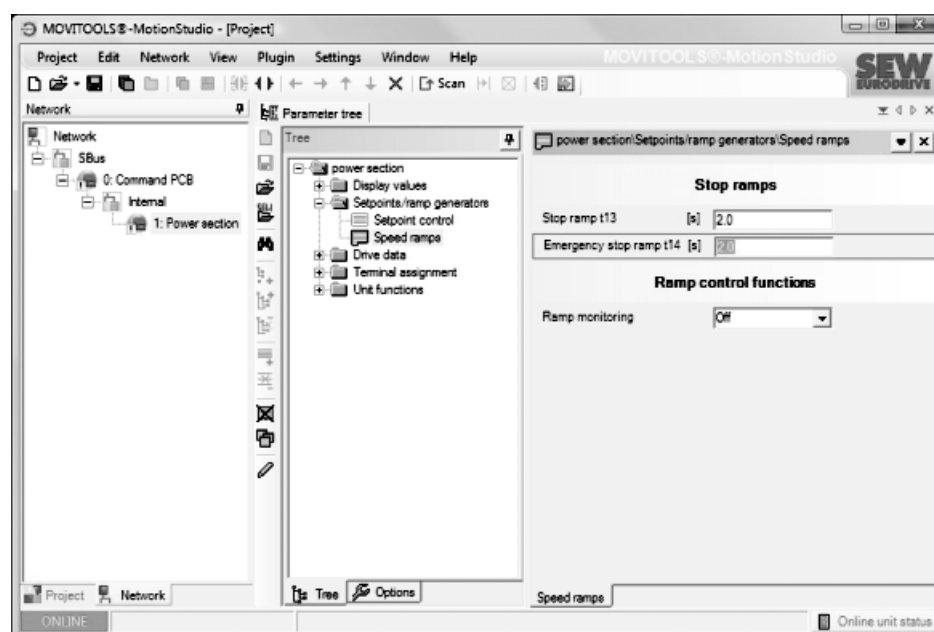 MOVITOOLS®-MotionStudio - [Project]
Project Edit Network View Plugin Settings Window Help
MOVITOOLS®-MotionStudio
SEW
EURODRIVE
Scan
Network
Parameter tree
Network
SBus
0: Command PCB
Internal
1: Power section
Tree
power section
Display values
Setpoints/ramp generators
Setpoint control
Speed ramps
Drive data
Terminal assignment
Unit functions
power section\Setpoints/ramp generators\Speed ramps
Stop ramps
Stop ramp t13 [s] 2.0
Emergency stop ramp t14 [s] 2.0
Ramp control functions
Ramp monitoring Off
Project Network
Tree Options
Speed ramps
ONLINE
Online unit status